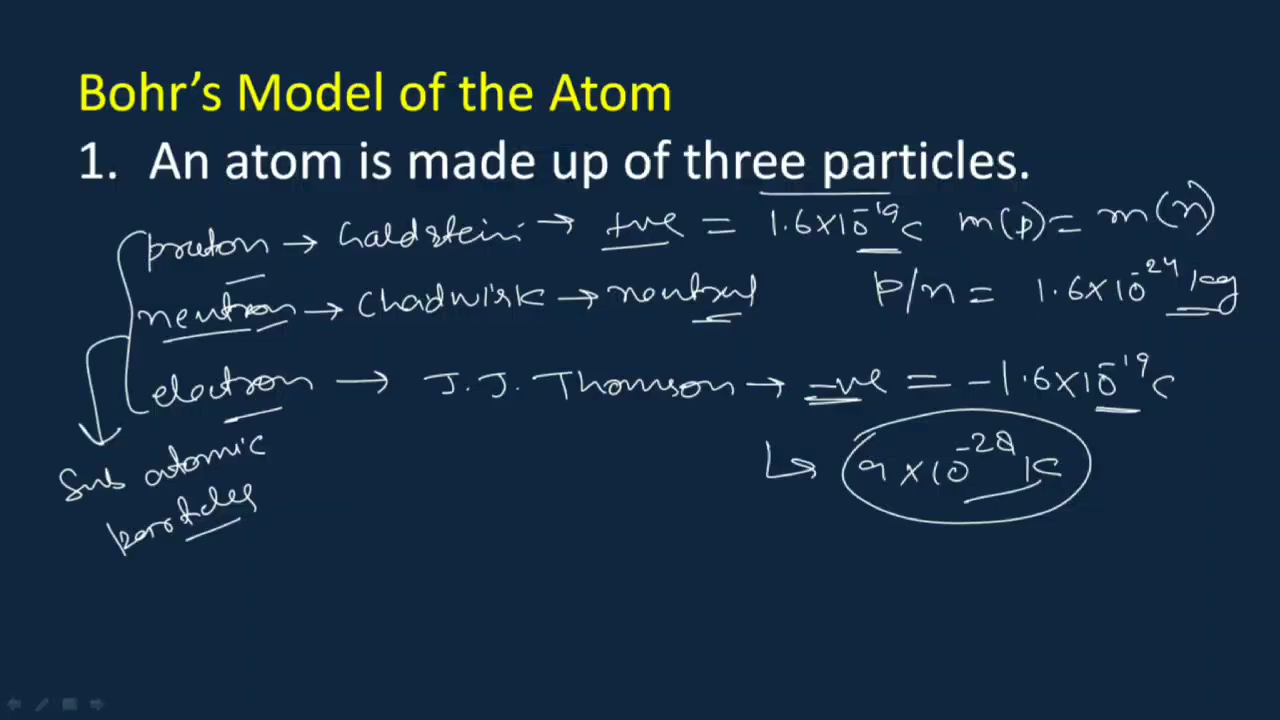 Bohr's Model of the Atom
1. An atom is made up of three particles.
proton → Goldstein → +ve = 1.6×10⁻¹⁹ C m(p) = m(n)
neutron → Chadwick → neutral p/n = 1.6×10⁻²⁴ kg
electron → J.J. Thomson → -ve = -1.6×10⁻¹⁹ C
↳ 9×10⁻²⁸ K
Sub atomic
particles